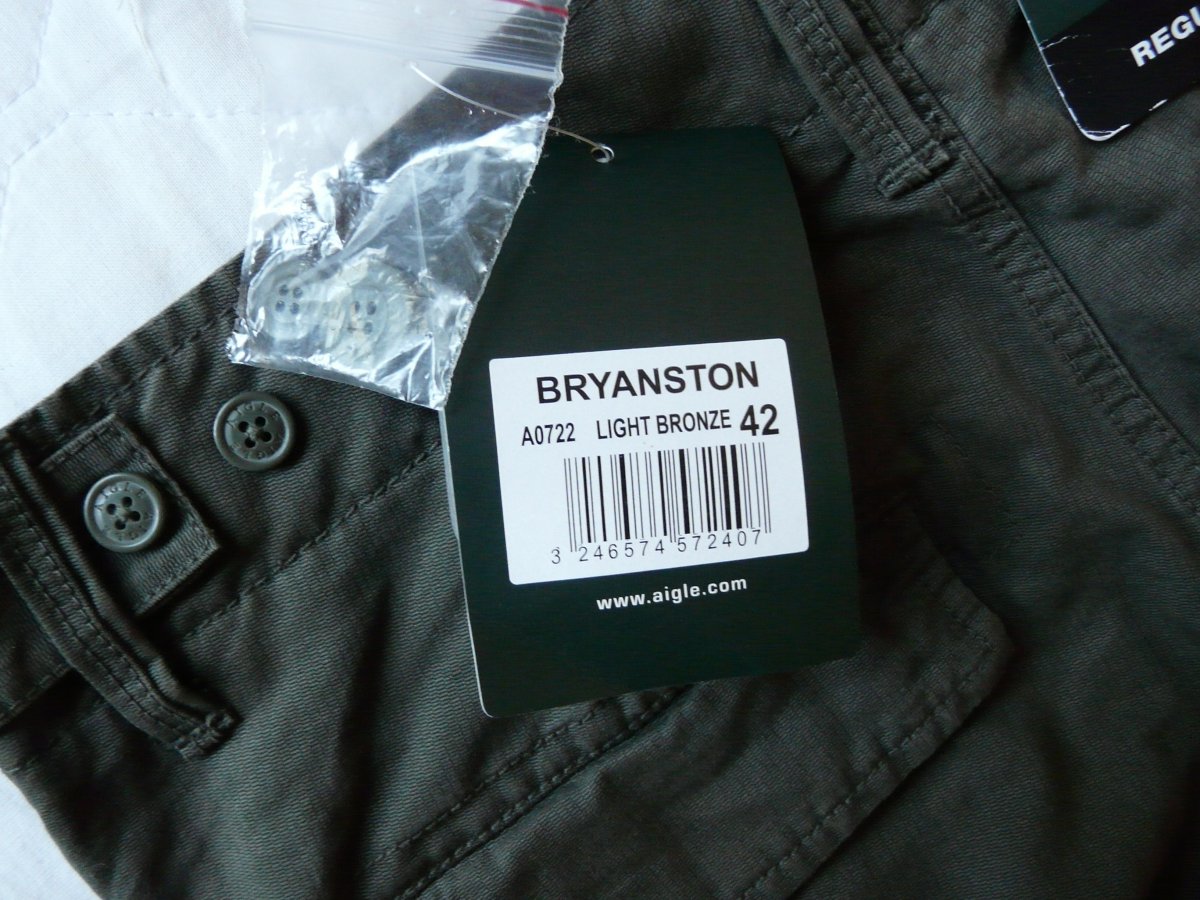 REGU
BRYANSTON
A0722 LIGHT BRONZE 42
3 246574 572407
www.aigle.com